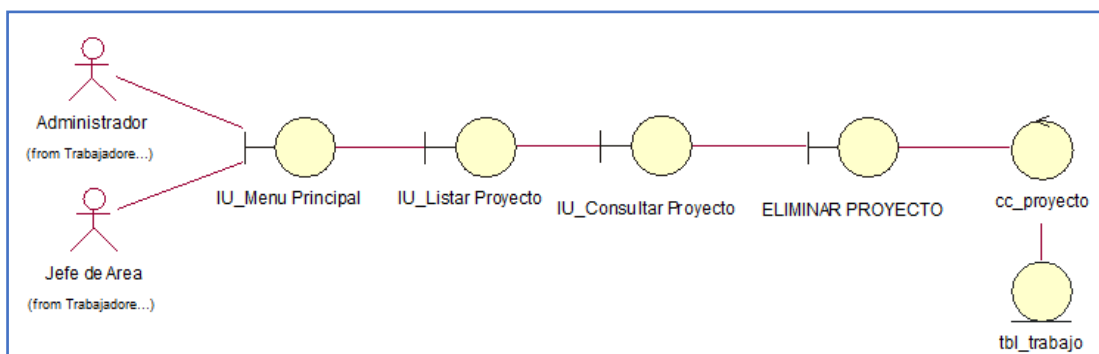 Administrador
(from Trabajadore...)
Jefe de Area
(from Trabajadore...)
IU_Menu Principal
IU_Listar Proyecto
IU_Consultar Proyecto
ELIMINAR PROYECTO
cc_proyecto
tbl_trabajo